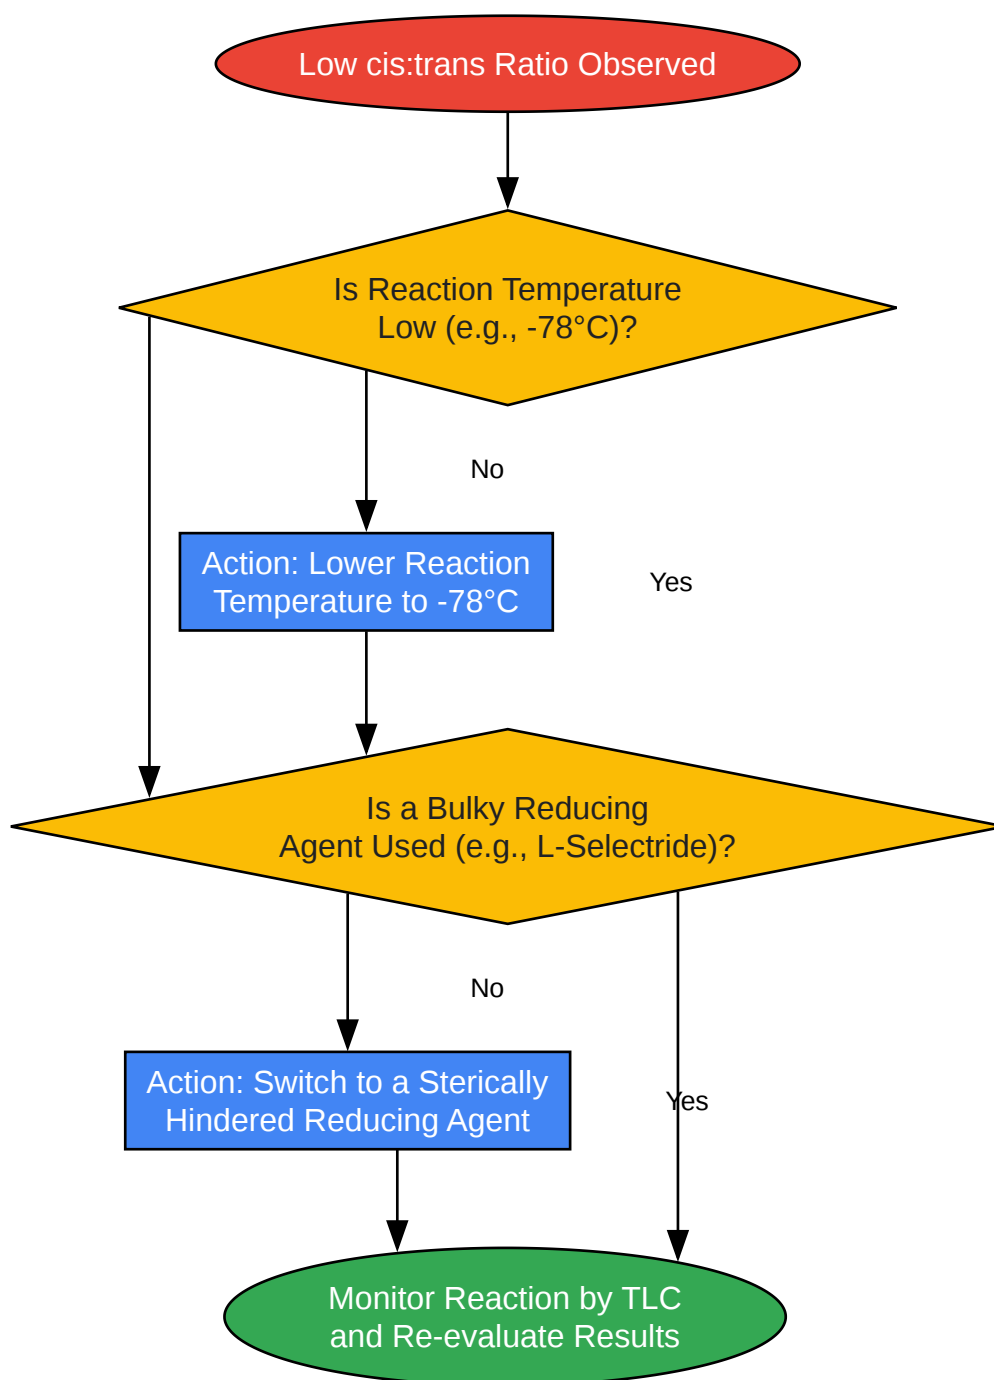 Low cis:trans Ratio Observed
Is Reaction Temperature
Low (e.g., -78°C)?
No
Action: Lower Reaction
Temperature to -78°C
Yes
Is a Bulky Reducing
Agent Used (e.g., L-Selectride)?
No
Action: Switch to a Sterically
Hindered Reducing Agent
Yes
Monitor Reaction by TLC
and Re-evaluate Results